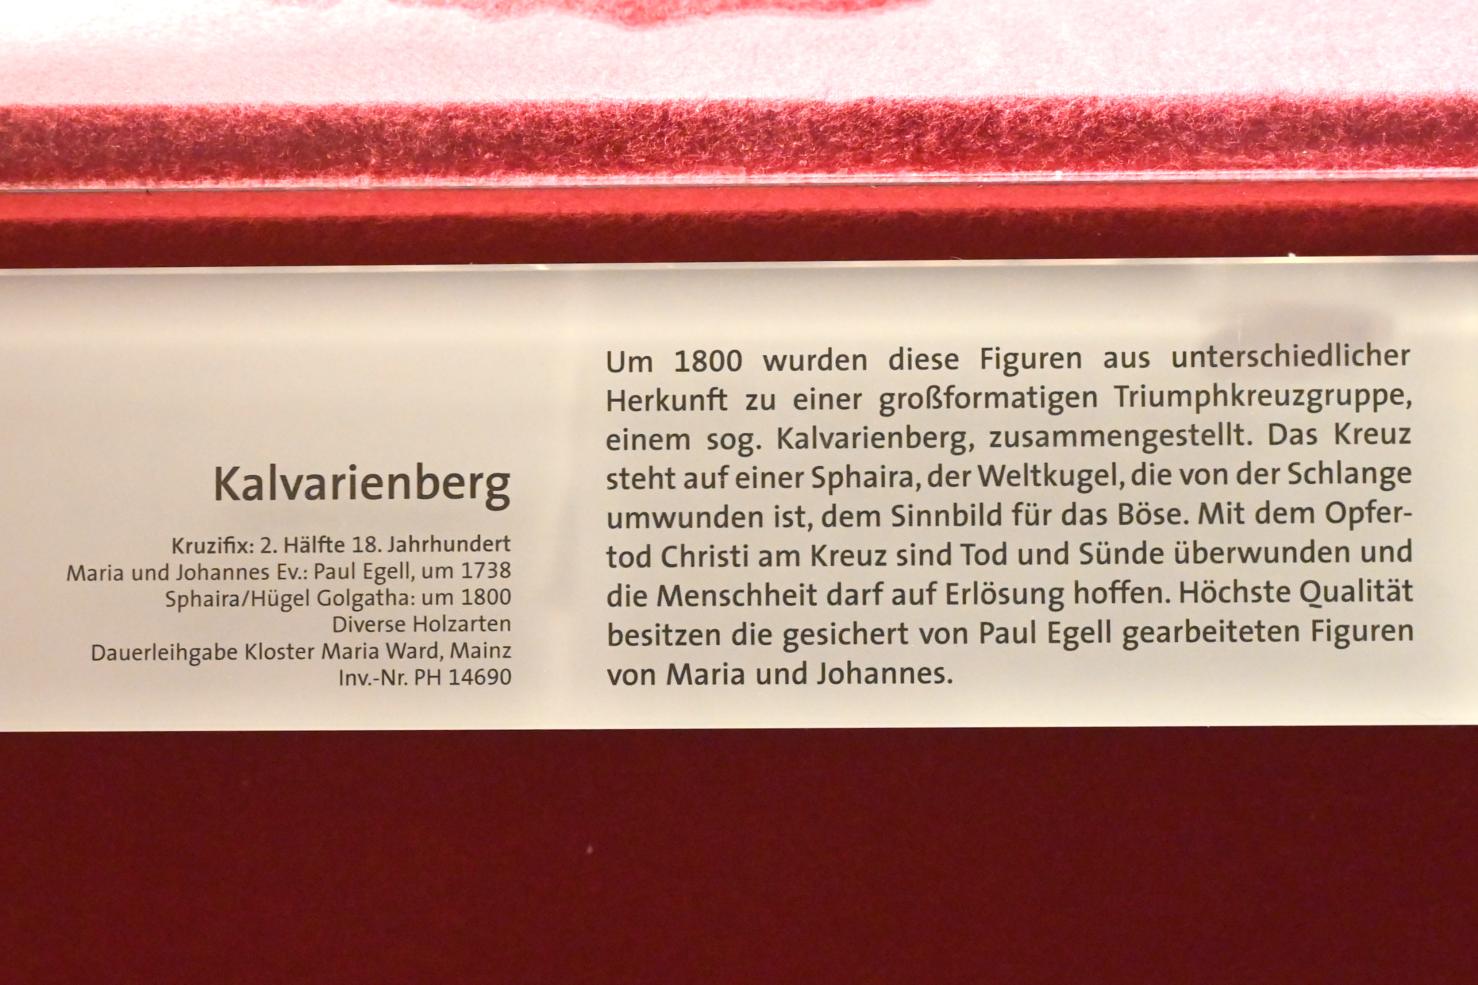 Kalvarienberg
Kruzifix: 2. Hälfte 18. Jahrhundert
Maria und Johannes Ev.: Paul Egell, um 1738
Sphaira/Hügel Golgatha: um 1800
Diverse Holzarten
Dauerleihgabe Kloster Maria Ward, Mainz
Inv.-Nr. PH 14690
Um 1800 wurden diese Figuren aus unterschiedlicher
Herkunft zu einer großformatigen Triumphkreuzgruppe,
einem sog. Kalvarienberg, zusammengestellt. Das Kreuz
steht auf einer Sphaira, der Weltkugel, die von der Schlange
umwunden ist, dem Sinnbild für das Böse. Mit dem Opfer-
tod Christi am Kreuz sind Tod und Sünde überwunden und
die Menschheit darf auf Erlösung hoffen. Höchste Qualität
besitzen die gesichert von Paul Egell gearbeiteten Figuren
von Maria und Johannes.